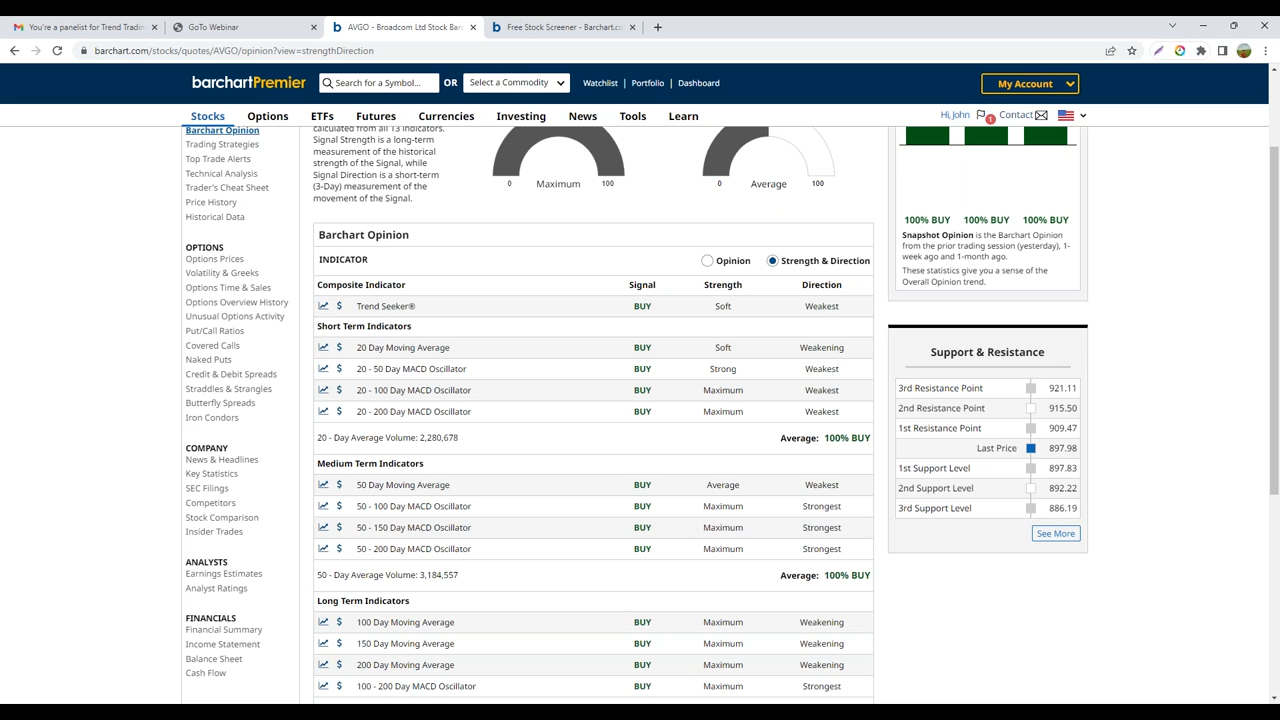 You're a panelist for Trend Tradin
GoTo Webinar
AVGO - Broadcom Ltd Stock Bar
Free Stock Screener - Barchart.co
barchart.com/stocks/quotes/AVGO/opinion?view=strengthDirection
barchartPremier
Search for a Symbol...
OR
Select a Commodity
Watchlist | Portfolio | Dashboard
My Account
Stocks Options ETFs Futures Currencies Investing News Tools Learn
Hi, John
1
Contact
Barchart Opinion
Trading Strategies
Top Trade Alerts
Technical Analysis
Trader's Cheat Sheet
Price History
Historical Data
OPTIONS
Options Prices
Volatility & Greeks
Options Time & Sales
Options Overview History
Unusual Options Activity
Put/Call Ratios
Covered Calls
Naked Puts
Credit & Debit Spreads
Straddles & Strangles
Butterfly Spreads
Iron Condors
COMPANY
News & Headlines
Key Statistics
SEC Filings
Competitors
Stock Comparison
Insider Trades
ANALYSTS
Earnings Estimates
Analyst Ratings
FINANCIALS
Financial Summary
Income Statement
Balance Sheet
Cash Flow
calculated from all 13 indicators.
Signal Strength is a long-term
measurement of the historical
strength of the Signal, while
Signal Direction is a short-term
(3-Day) measurement of the
movement of the Signal.
0 Maximum 100
0 Average 100
Barchart Opinion
INDICATOR
Opinion Strength & Direction
Composite Indicator Signal Strength Direction
$ Trend Seeker® BUY Soft Weakest
Short Term Indicators
$ 20 Day Moving Average BUY Soft Weakening
$ 20 - 50 Day MACD Oscillator BUY Strong Weakest
$ 20 - 100 Day MACD Oscillator BUY Maximum Weakest
$ 20 - 200 Day MACD Oscillator BUY Maximum Weakest
20 - Day Average Volume: 2,280,678 Average: 100% BUY
Medium Term Indicators
$ 50 Day Moving Average BUY Average Weakest
$ 50 - 100 Day MACD Oscillator BUY Maximum Strongest
$ 50 - 150 Day MACD Oscillator BUY Maximum Strongest
$ 50 - 200 Day MACD Oscillator BUY Maximum Strongest
50 - Day Average Volume: 3,184,557 Average: 100% BUY
Long Term Indicators
$ 100 Day Moving Average BUY Maximum Weakening
$ 150 Day Moving Average BUY Maximum Weakening
$ 200 Day Moving Average BUY Maximum Weakening
$ 100 - 200 Day MACD Oscillator BUY Maximum Strongest
100% BUY 100% BUY 100% BUY
Snapshot Opinion is the Barchart Opinion
from the prior trading session (yesterday), 1-
week ago and 1-month ago.
These statistics give you a sense of the
Overall Opinion trend.
Support & Resistance
3rd Resistance Point 921.11
2nd Resistance Point 915.50
1st Resistance Point 909.47
Last Price 897.98
1st Support Level 897.83
2nd Support Level 892.22
3rd Support Level 886.19
See More